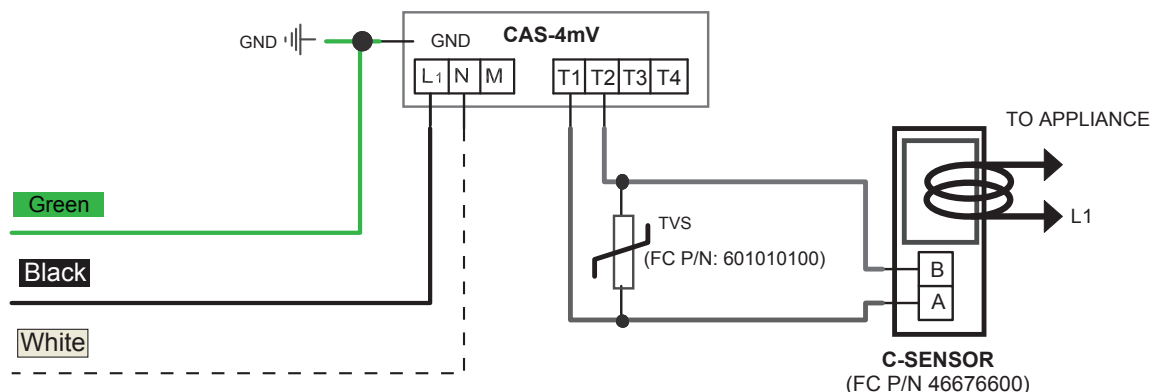 CAS-4mV
GND
GND
L1 N M
T1 T2 T3 T4
TO APPLIANCE
L1
Green
TVS
(FC P/N: 601010100)
Black
B
A
White
C-SENSOR
(FC P/N 46676600)